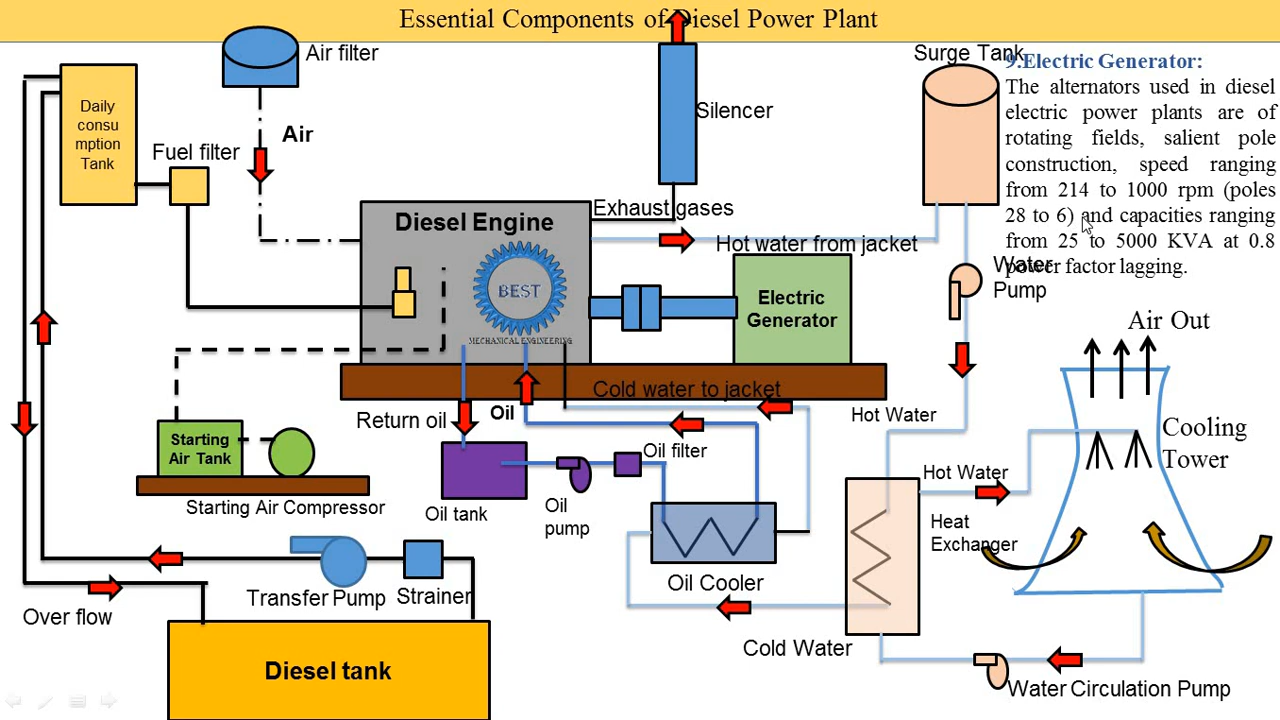 Essential Components of Diesel Power Plant
Air filter
Surge Tank
9.Electric Generator:
The alternators used in diesel
electric power plants are of
rotating fields, salient pole
construction, speed ranging
from 214 to 1000 rpm (poles
28 to 6) and capacities ranging
from 25 to 5000 KVA at 0.8
power factor lagging.
Daily
consu
mption
Tank
Silencer
Air
Fuel filter
Exhaust gases
Diesel Engine
Hot water from jacket
Water
Pump
BEST
MECHANICAL ENGINEERING
Electric
Generator
Air Out
Cold water to jacket
Return oil
Oil
Hot Water
Cooling
Tower
Starting
Air Tank
Oil filter
Hot Water
Starting Air Compressor
Oil tank
Oil
pump
Heat
Exchanger
Oil Cooler
Transfer Pump
Strainer
Over flow
Cold Water
Diesel tank
Water Circulation Pump